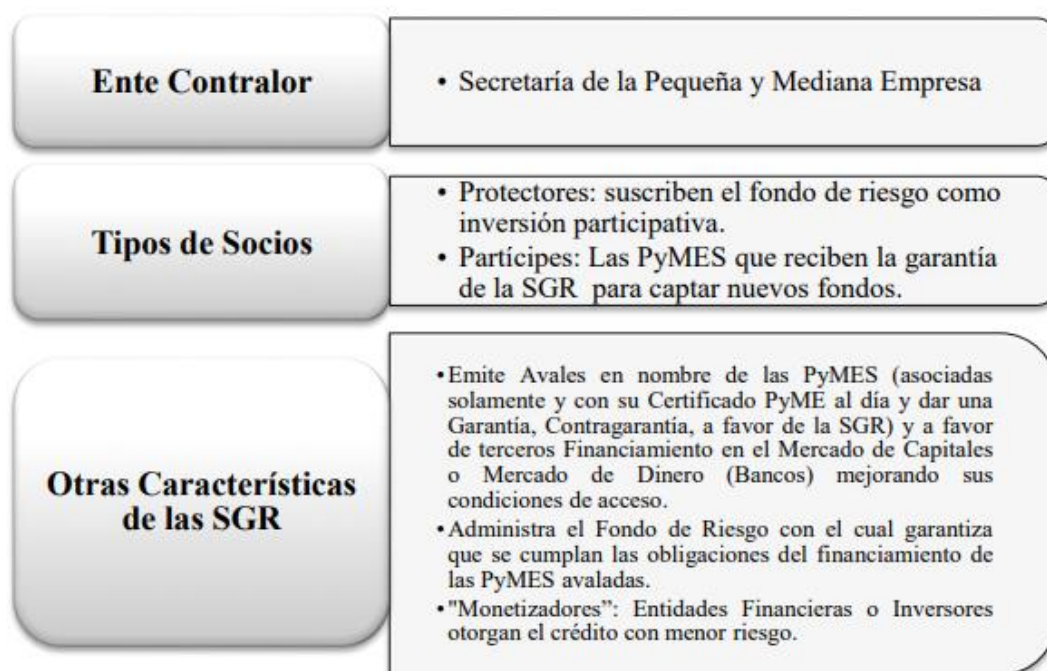 Ente Contralor
• Secretaría de la Pequeña y Mediana Empresa
Tipos de Socios
• Protectores: suscriben el fondo de riesgo como
inversión participativa.
• Partícipes: Las PyMES que reciben la garantía
de la SGR para captar nuevos fondos.
Otras Características
de las SGR
•Emite Avales en nombre de las PyMES (asociadas
solamente y con su Certificado PyME al día y dar una
Garantía, Contragarantía, a favor de la SGR) y a favor
de terceros Financiamiento en el Mercado de Capitales
o Mercado de Dinero (Bancos) mejorando sus
condiciones de acceso.
•Administra el Fondo de Riesgo con el cual garantiza
que se cumplan las obligaciones del financiamiento de
las PyMES avaladas.
•"Monetizadores”: Entidades Financieras o Inversores
otorgan el crédito con menor riesgo.